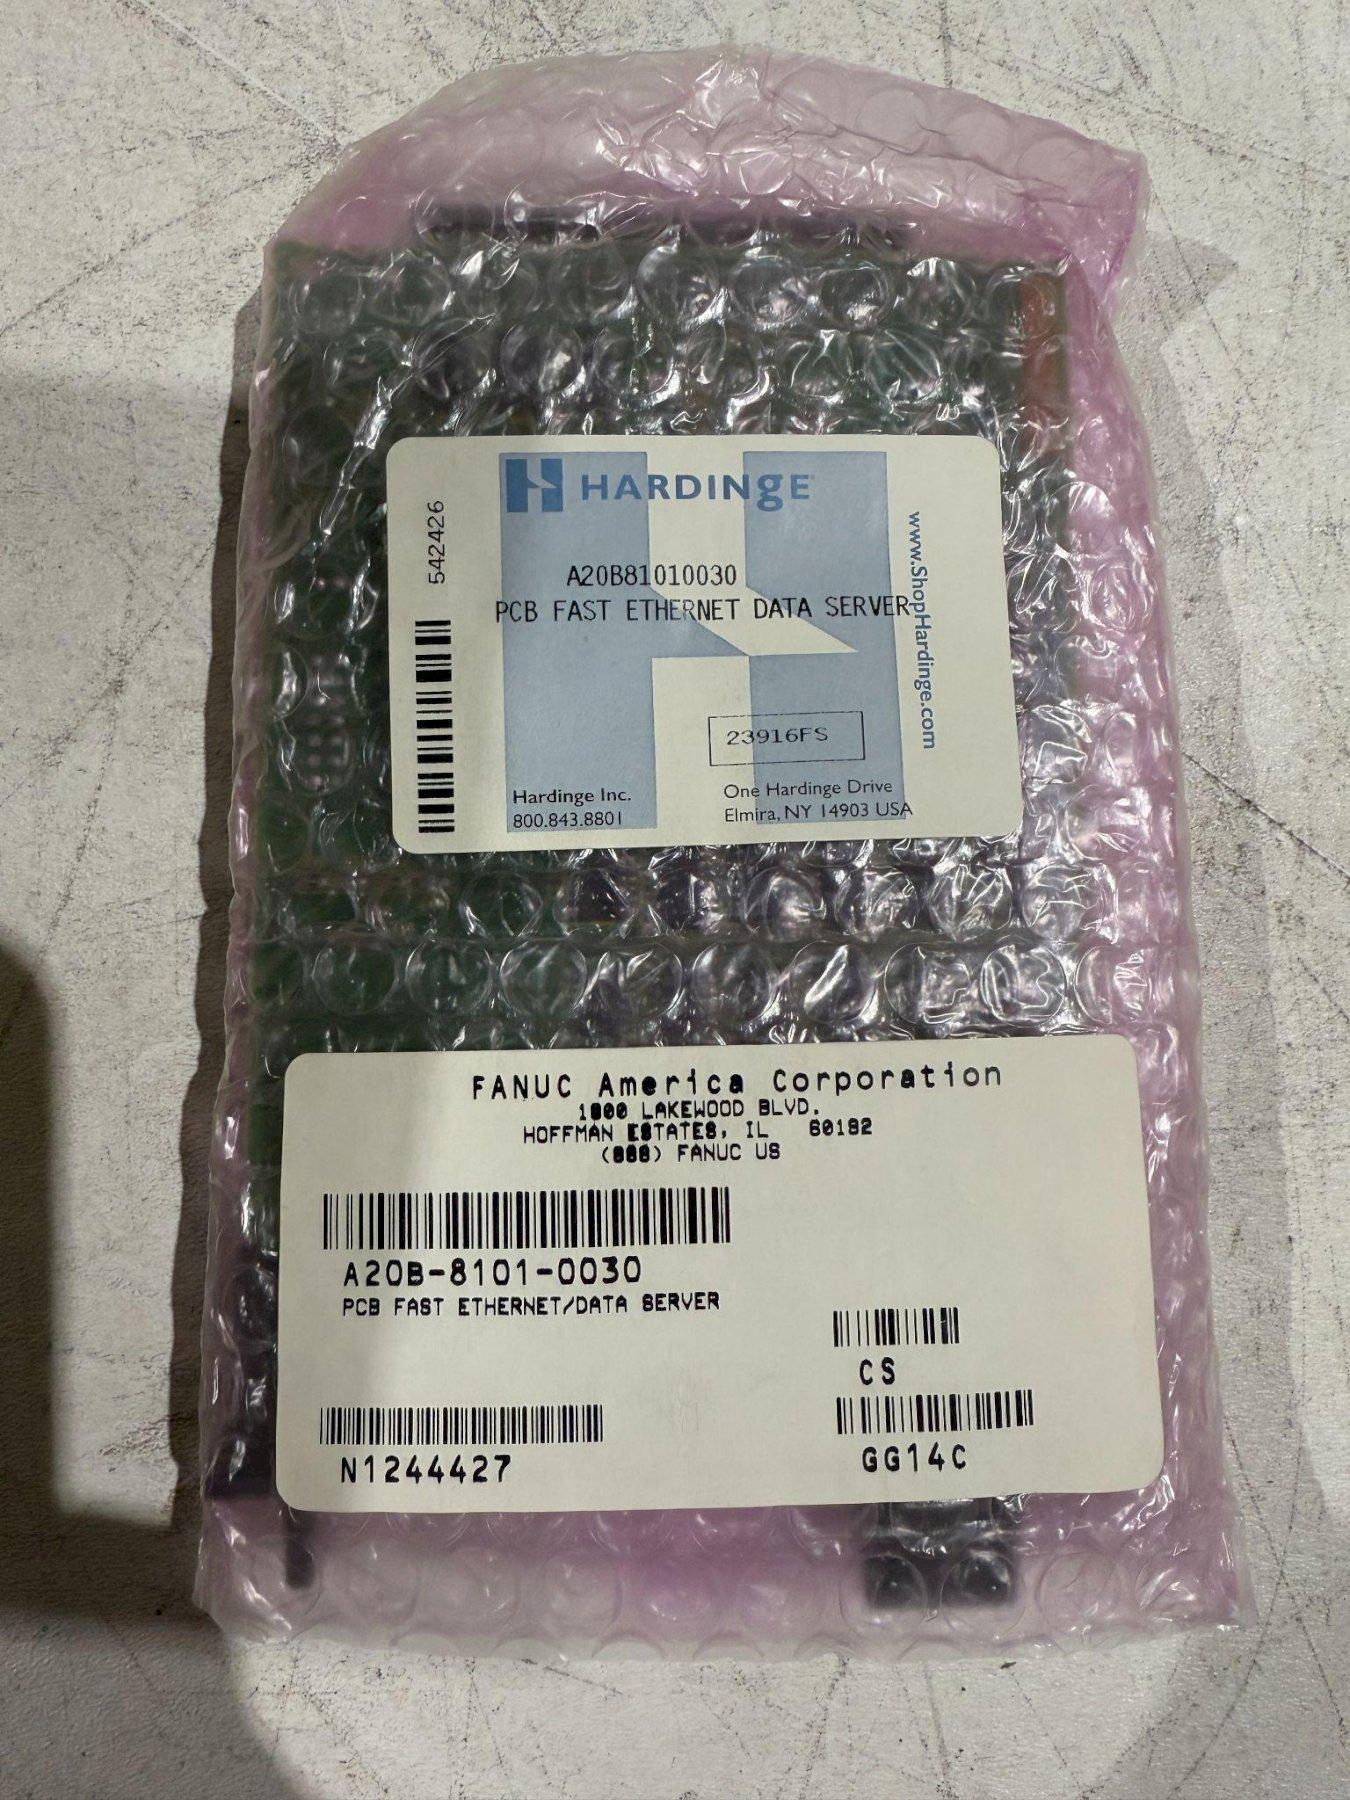 HARDINGE
542426
A20B81010030
PCB FAST ETHERNET DATA SERVER
www.ShopHardinge.com
23916FS
Hardinge Inc.
800.843.8801
One Hardinge Drive
Elmira, NY 14903 USA
FANUC America Corporation
1800 LAKEWOOD BLVD.
HOFFMAN ESTATES, IL 60192
(888) FANUC US
A20B-8101-0030
PCB FAST ETHERNET/DATA SERVER
CS
N1244427
GG14C